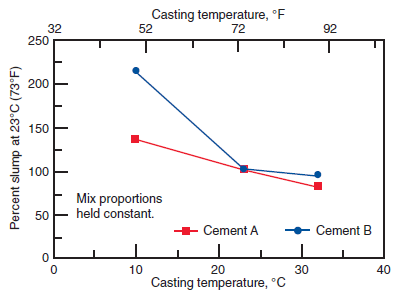 Casting temperature, °F
32 52 72 92
250
200
150
100
50
0
Percent slump at 23°C (73°F)
Mix proportions
held constant.
Cement A Cement B
0 10 20 30 40
Casting temperature, °C